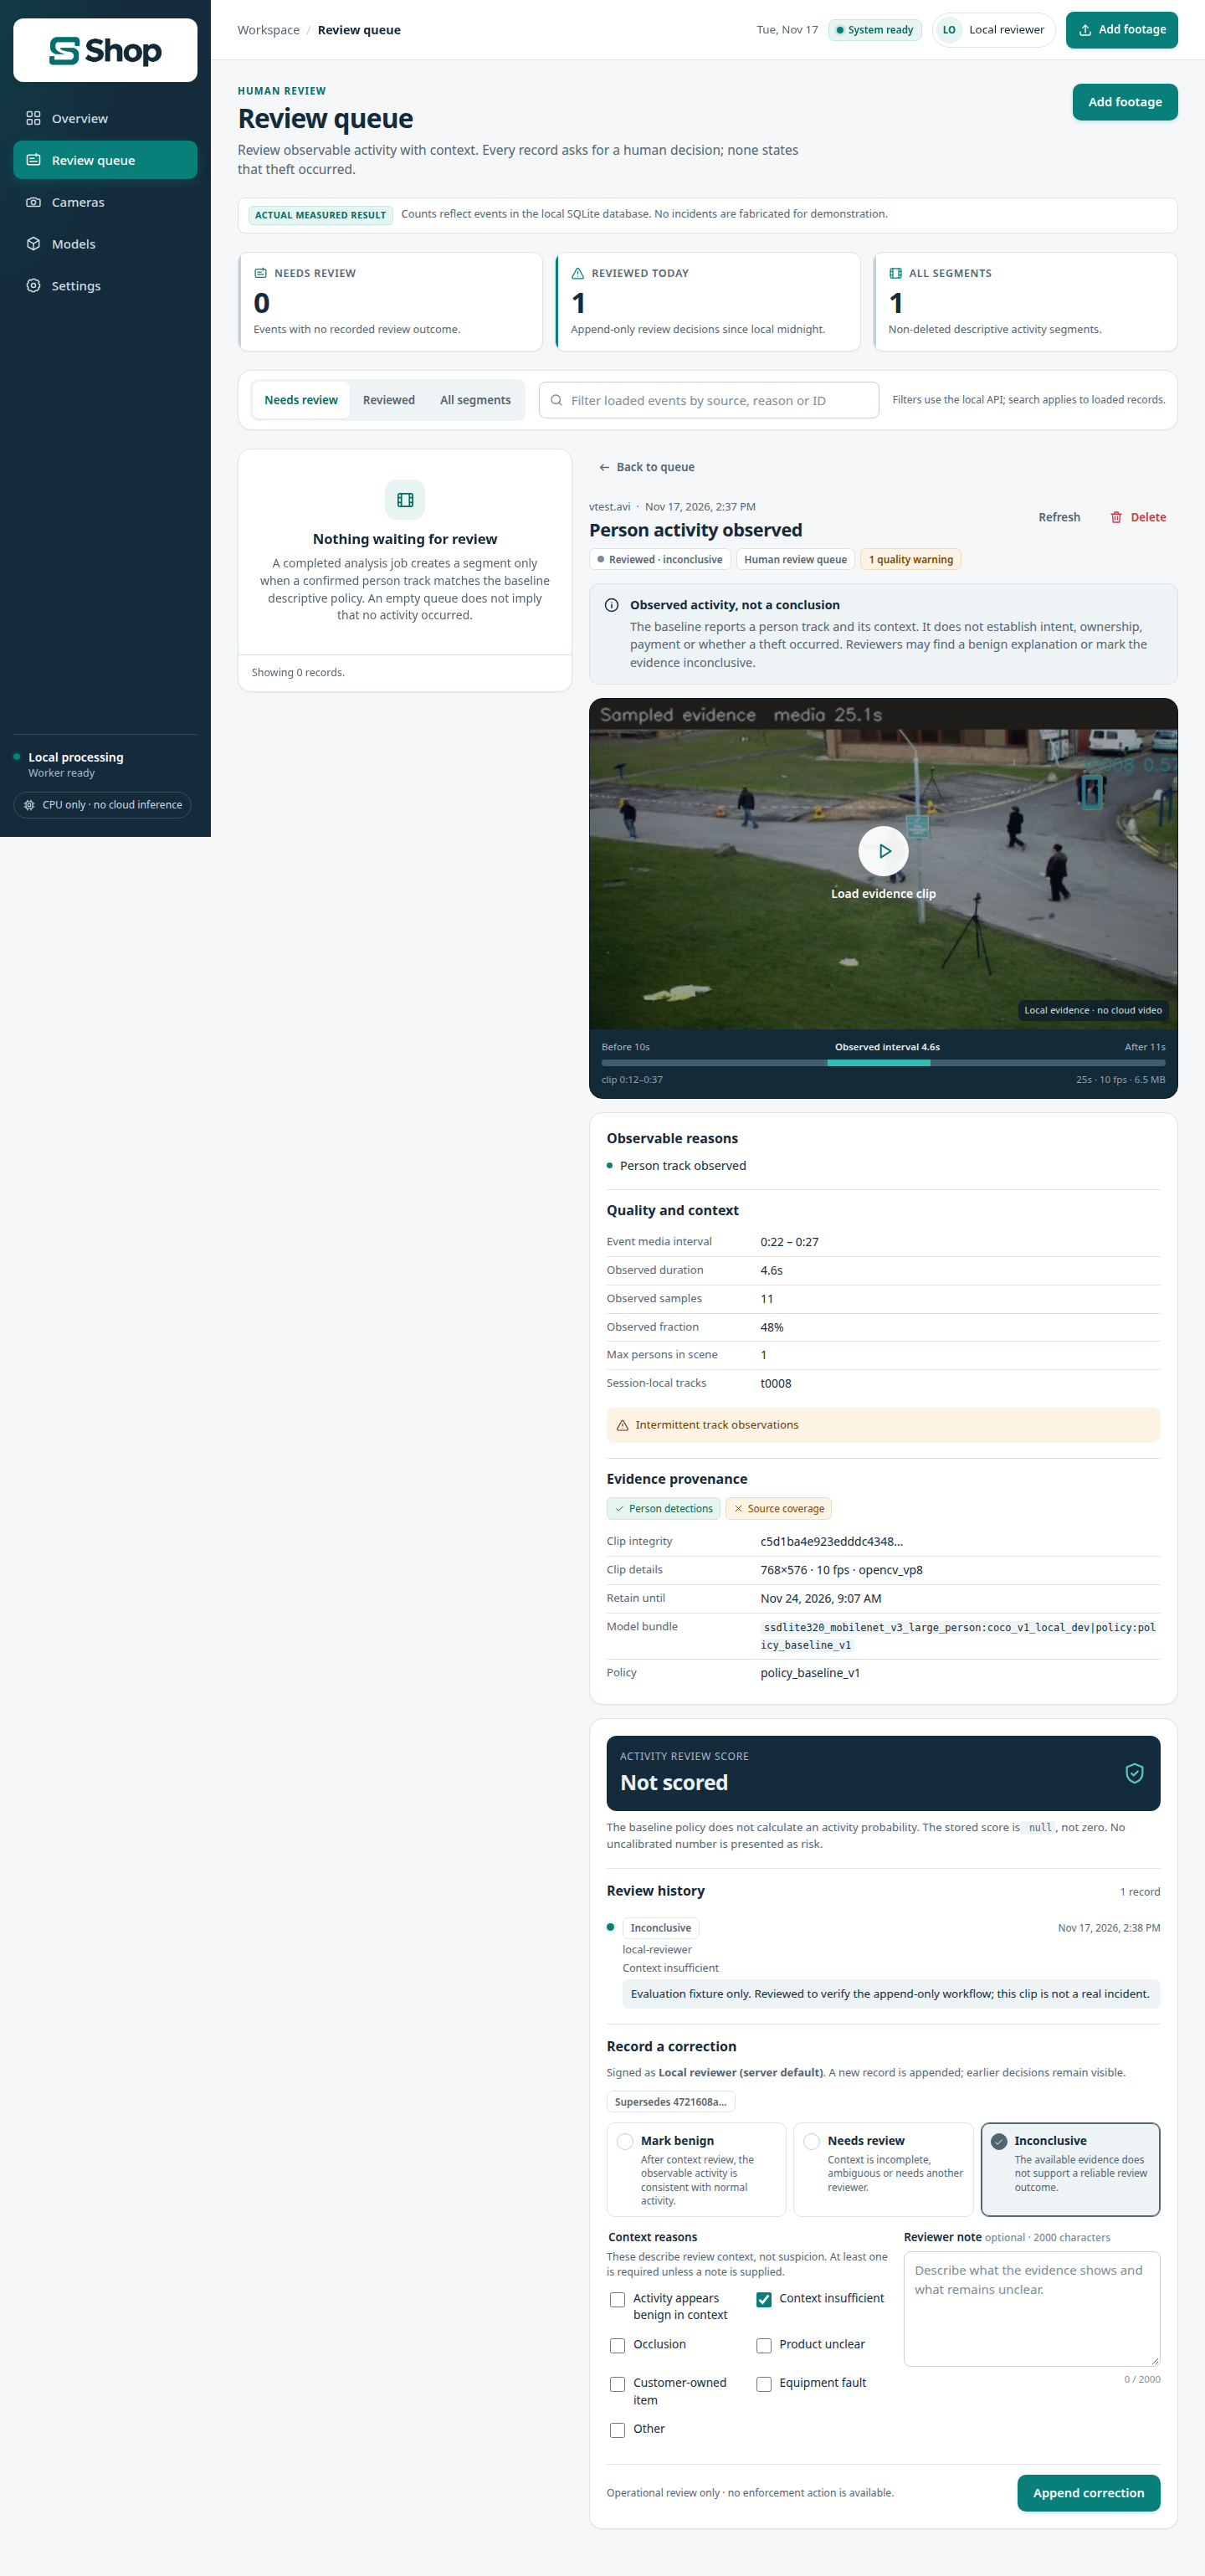 Shop
Overview
Review queue
Cameras
Models
Settings
Local processing
Worker ready
CPU only · no cloud inference
Workspace / Review queue
Tue, Nov 17
System ready
LO
Local reviewer
Add footage
HUMAN REVIEW
Review queue
Review observable activity with context. Every record asks for a human decision; none states
that theft occurred.
Add footage
ACTUAL MEASURED RESULT
Counts reflect events in the local SQLite database. No incidents are fabricated for demonstration.
NEEDS REVIEW
0
Events with no recorded review outcome.
REVIEWED TODAY
1
Append-only review decisions since local midnight.
ALL SEGMENTS
1
Non-deleted descriptive activity segments.
Needs review
Reviewed
All segments
Filter loaded events by source, reason or ID
Filters use the local API; search applies to loaded records.
Nothing waiting for review
A completed analysis job creates a segment only
when a confirmed person track matches the baseline
descriptive policy. An empty queue does not imply
that no activity occurred.
Showing 0 records.
Back to queue
vtest.avi · Nov 17, 2026, 2:37 PM
Person activity observed
Refresh
Delete
Reviewed · inconclusive
Human review queue
1 quality warning
Observed activity, not a conclusion
The baseline reports a person track and its context. It does not establish intent, ownership,
payment or whether a theft occurred. Reviewers may find a benign explanation or mark the
evidence inconclusive.
Sampled evidence media 25.1s
Load evidence clip
Local evidence · no cloud video
Before 10s
Observed interval 4.6s
After 11s
clip 0:12–0:37
25s · 10 fps · 6.5 MB
Observable reasons
Person track observed
Quality and context
Event media interval 0:22 – 0:27
Observed duration 4.6s
Observed samples 11
Observed fraction 48%
Max persons in scene 1
Session-local tracks t0008
Intermittent track observations
Evidence provenance
Person detections
Source coverage
Clip integrity c5d1ba4e923edddc4348…
Clip details 768×576 · 10 fps · opencv_vp8
Retain until Nov 24, 2026, 9:07 AM
Model bundle ssdlite320_mobilenet_v3_large_person:coco_v1_local_dev|policy:pol
icy_baseline_v1
Policy policy_baseline_v1
ACTIVITY REVIEW SCORE
Not scored
The baseline policy does not calculate an activity probability. The stored score is null, not zero. No
uncalibrated number is presented as risk.
Review history
1 record
Inconclusive
Nov 17, 2026, 2:38 PM
local-reviewer
Context insufficient
Evaluation fixture only. Reviewed to verify the append-only workflow; this clip is not a real incident.
Record a correction
Signed as Local reviewer (server default). A new record is appended; earlier decisions remain visible.
Supersedes 4721608a…
Mark benign
After context review, the
observable activity is
consistent with normal
activity.
Needs review
Context is incomplete,
ambiguous or needs another
reviewer.
Inconclusive
The available evidence does
not support a reliable review
outcome.
Context reasons
These describe review context, not suspicion. At least one
is required unless a note is supplied.
Activity appears
benign in context
Context insufficient
Occlusion
Product unclear
Customer-owned
item
Equipment fault
Other
Reviewer note optional · 2000 characters
Describe what the evidence shows and
what remains unclear.
0 / 2000
Operational review only · no enforcement action is available.
Append correction